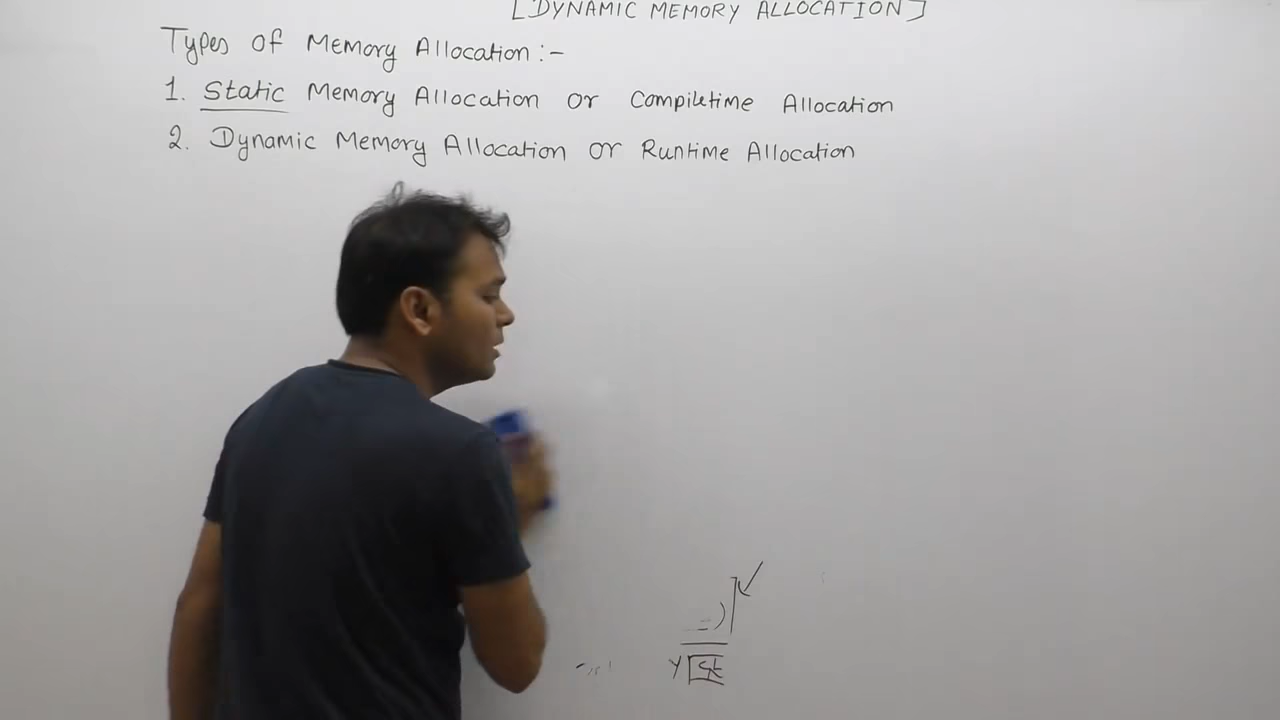 [DYNAMIC MEMORY ALLOCATION]
Types of Memory Allocation :-
1. Static Memory Allocation or Compiletime Allocation
2. Dynamic Memory Allocation or Runtime Allocation